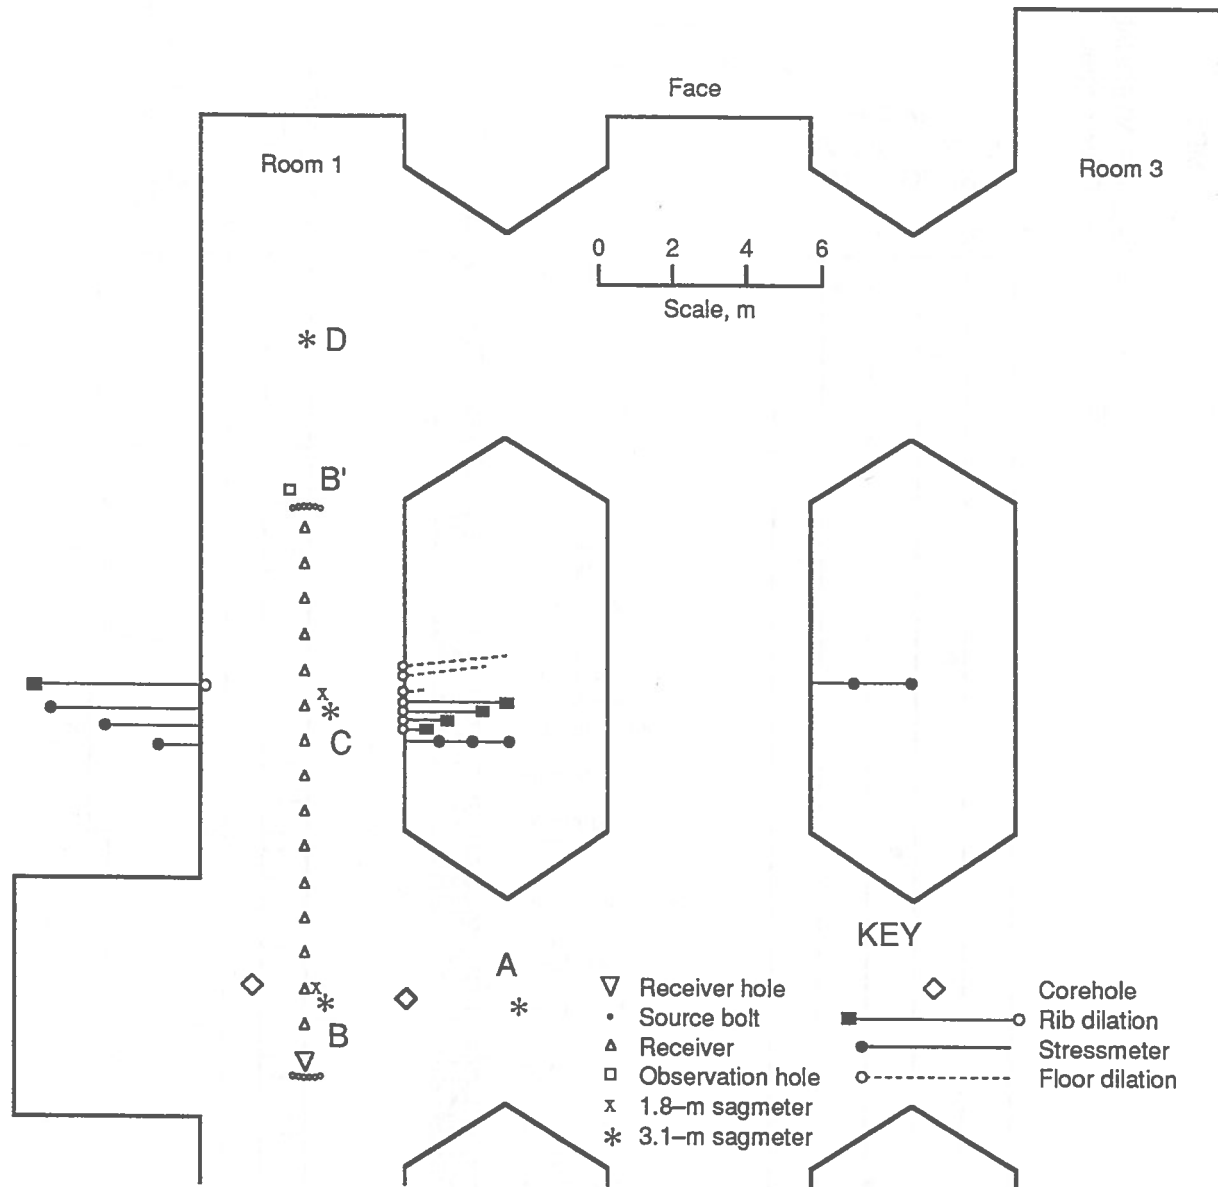 Face
Room 1
Room 3
0 2 4 6
Scale, m
D
B'
C
A
B
KEY
Receiver hole
Source bolt
Receiver
Observation hole
1.8–m sagmeter
3.1–m sagmeter
Corehole
Rib dilation
Stressmeter
Floor dilation